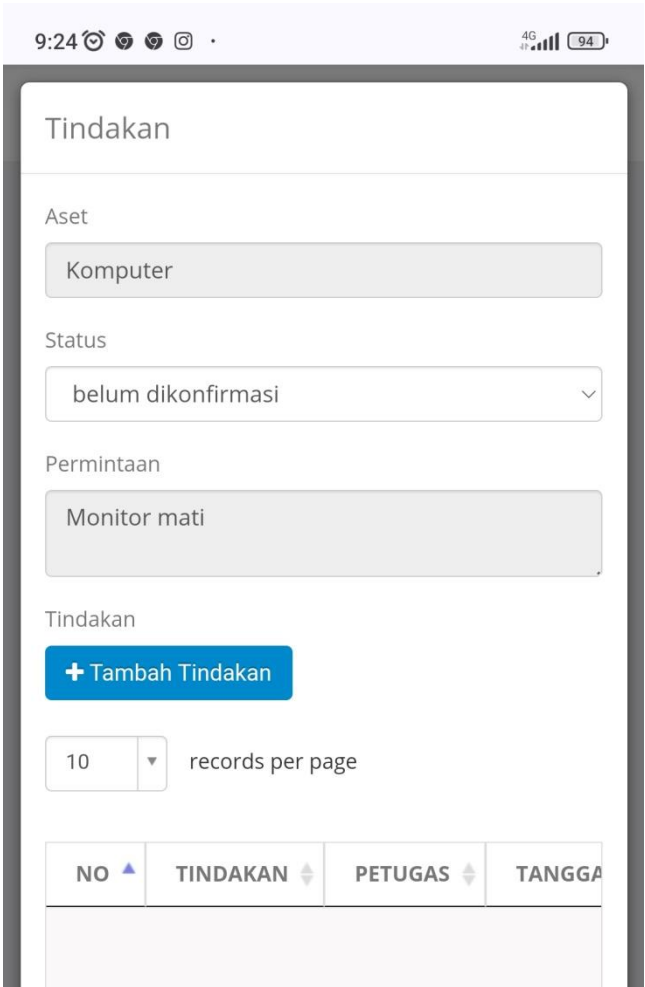 9:24
4G 94
Tindakan
Aset
Komputer
Status
belum dikonfirmasi
Permintaan
Monitor mati
Tindakan
+ Tambah Tindakan
10 records per page
NO TINDAKAN PETUGAS TANGGA